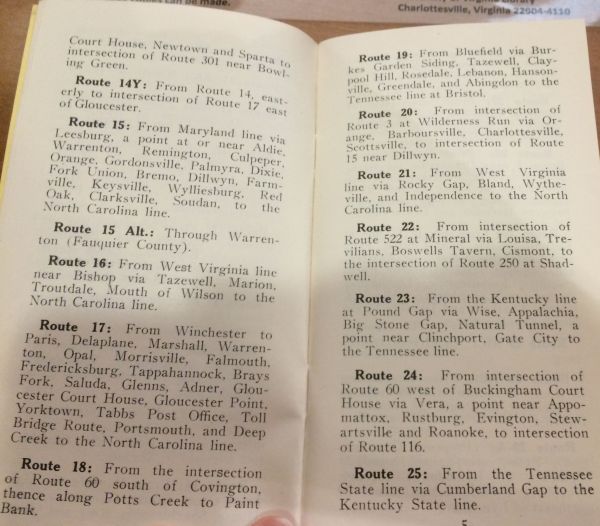 can be made.
Library
Charlottesville, Virginia 22904-4110
Court House, Newtown and Sparta to
intersection of Route 301 near Bowl-
ing Green.
Route 14Y: From Route 14, east-
erly to intersection of Route 17 east
of Gloucester.
Route 15: From Maryland line via
Leesburg, a point at or near Aldie,
Warrenton, Remington, Culpeper,
Orange, Gordonsville, Palmyra, Dixie,
Fork Union, Bremo, Dillwyn, Farm-
ville, Keysville, Wylliesburg, Red
Oak, Clarksville, Soudan, to the
North Carolina line.
Route 15 Alt.: Through Warren-
ton (Fauquier County).
Route 16: From West Virginia line
near Bishop via Tazewell, Marion,
Troutdale, Mouth of Wilson to the
North Carolina line.
Route 17: From Winchester to
Paris, Delaplane, Marshall, Warren-
ton, Opal, Morrisville, Falmouth,
Fredericksburg, Tappahannock, Brays
Fork, Saluda, Glenns, Adner, Glou-
cester Court House, Gloucester Point,
Yorktown, Tabbs Post Office, Toll
Bridge Route, Portsmouth, and Deep
Creek to the North Carolina line.
Route 18: From the intersection
of Route 60 south of Covington,
thence along Potts Creek to Paint
Bank.
Route 19: From Bluefield via Bur-
kes Garden Siding, Tazewell, Clay-
pool Hill, Rosedale, Lebanon, Hanson-
ville, Greendale, and Abingdon to the
Tennessee line at Bristol.
Route 20: From intersection of
Route 3 at Wilderness Run via Or-
ange, Barboursville, Charlottesville,
Scottsville, to intersection of Route
15 near Dillwyn.
Route 21: From West Virginia
line via Rocky Gap, Bland, Wythe-
ville, and Independence to the North
Carolina line.
Route 22: From intersection of
Route 522 at Mineral via Louisa, Tre-
vilians, Boswells Tavern, Cismont, to
the intersection of Route 250 at Shad-
well.
Route 23: From the Kentucky line
at Pound Gap via Wise, Appalachia,
Big Stone Gap, Natural Tunnel, a
point near Clinchport, Gate City to
the Tennessee line.
Route 24: From intersection of
Route 60 west of Buckingham Court
House via Vera, a point near Appo-
mattox, Rustburg, Evington, Stew-
artsville and Roanoke, to intersection
of Route 116.
Route 25: From the Tennessee
State line via Cumberland Gap to the
Kentucky State line.
5